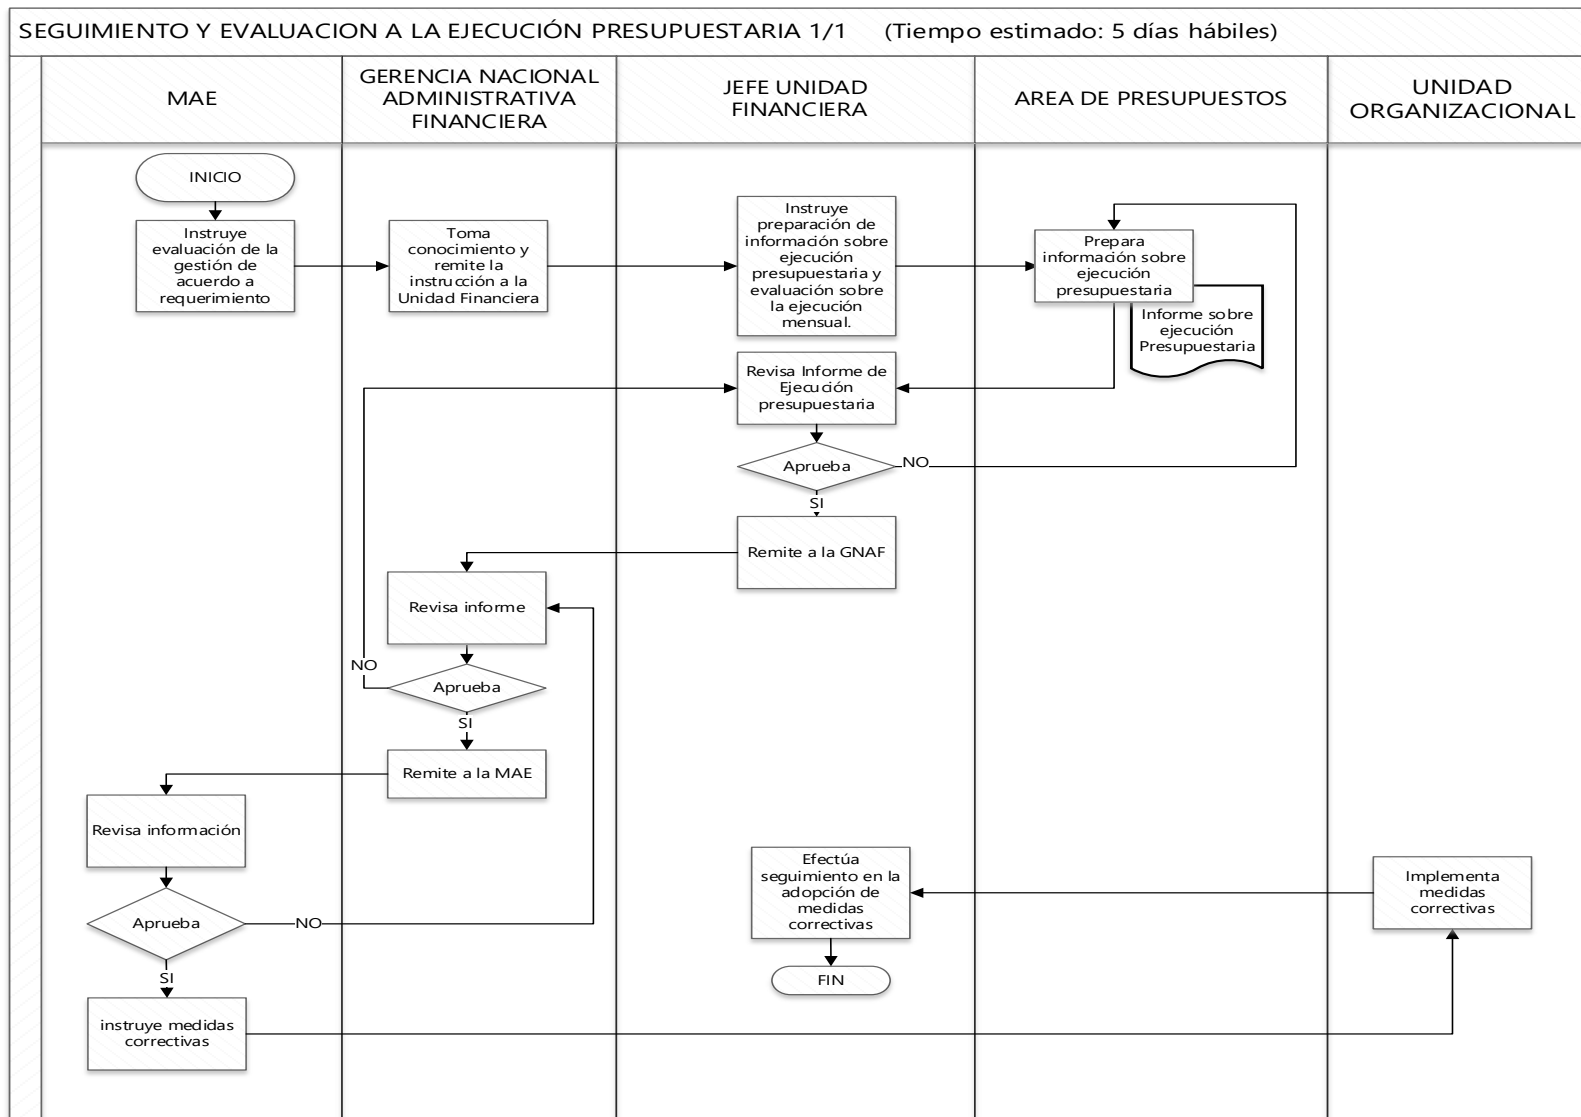 SEGUIMIENTO Y EVALUACION A LA EJECUCIÓN PRESUPUESTARIA 1/1 (Tiempo estimado: 5 días hábiles)
MAE
GERENCIA NACIONAL
ADMINISTRATIVA
FINANCIERA
JEFE UNIDAD
FINANCIERA
AREA DE PRESUPUESTOS
UNIDAD
ORGANIZACIONAL
INICIO
Instruye
evaluación de la
gestión de
acuerdo a
requerimiento
Toma
conocimiento y
remite la
instrucción a la
Unidad Financiera
Instruye
preparación de
información sobre
ejecución
presupuestaria y
evaluación sobre
la ejecución
mensual.
Prepara
información sobre
ejecución
presupuestaria
Informe sobre
ejecución
Presupuestaria
Revisa Informe de
Ejecución
presupuestaria
Aprueba
NO
SI
Remite a la GNAF
Revisa informe
NO
Aprueba
SI
Remite a la MAE
Revisa información
Aprueba
NO
SI
instruye medidas
correctivas
Implementa
medidas
correctivas
Efectúa
seguimiento en la
adopción de
medidas
correctivas
FIN